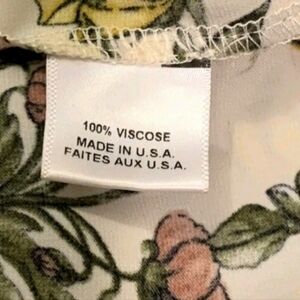 100% VISCOSE
MADE IN U.S.A.
FAITES AUX U.S.A.